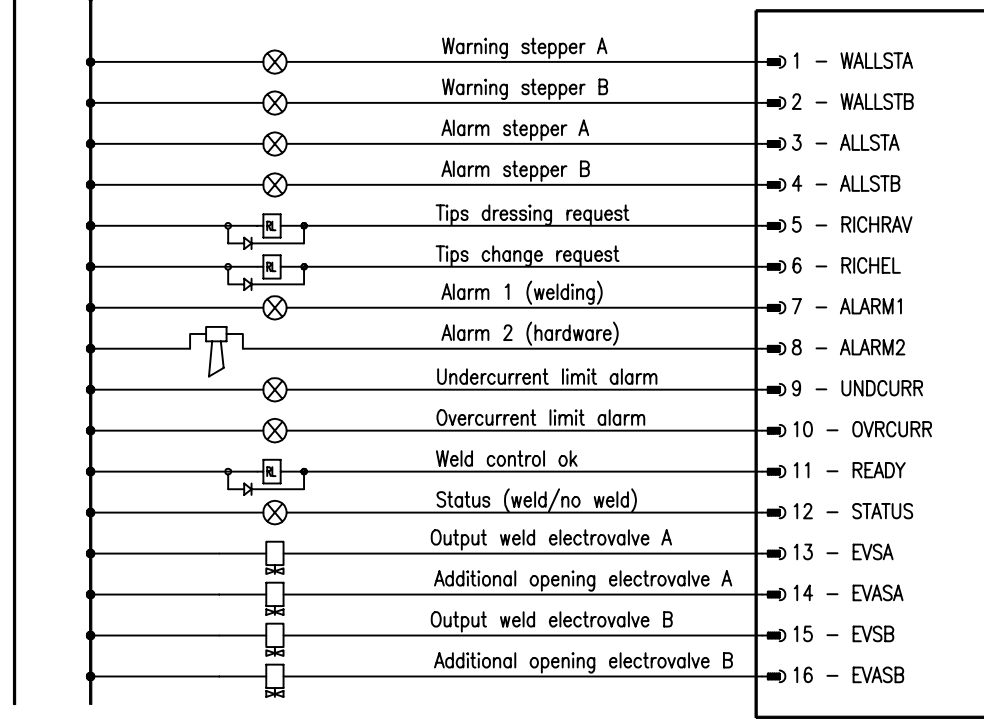 Warning stepper A 1 - WALLSTA
Warning stepper B 2 - WALLSTB
Alarm stepper A 3 - ALLSTA
Alarm stepper B 4 - ALLSTB
RL Tips dressing request 5 - RICHRAV
RL Tips change request 6 - RICHEL
Alarm 1 (welding) 7 - ALARM1
Alarm 2 (hardware) 8 - ALARM2
Undercurrent limit alarm 9 - UNDCURR
Overcurrent limit alarm 10 - OVRCURR
RL Weld control ok 11 - READY
Status (weld/no weld) 12 - STATUS
Output weld electrovalve A 13 - EVSA
Additional opening electrovalve A 14 - EVASA
Output weld electrovalve B 15 - EVSB
Additional opening electrovalve B 16 - EVASB